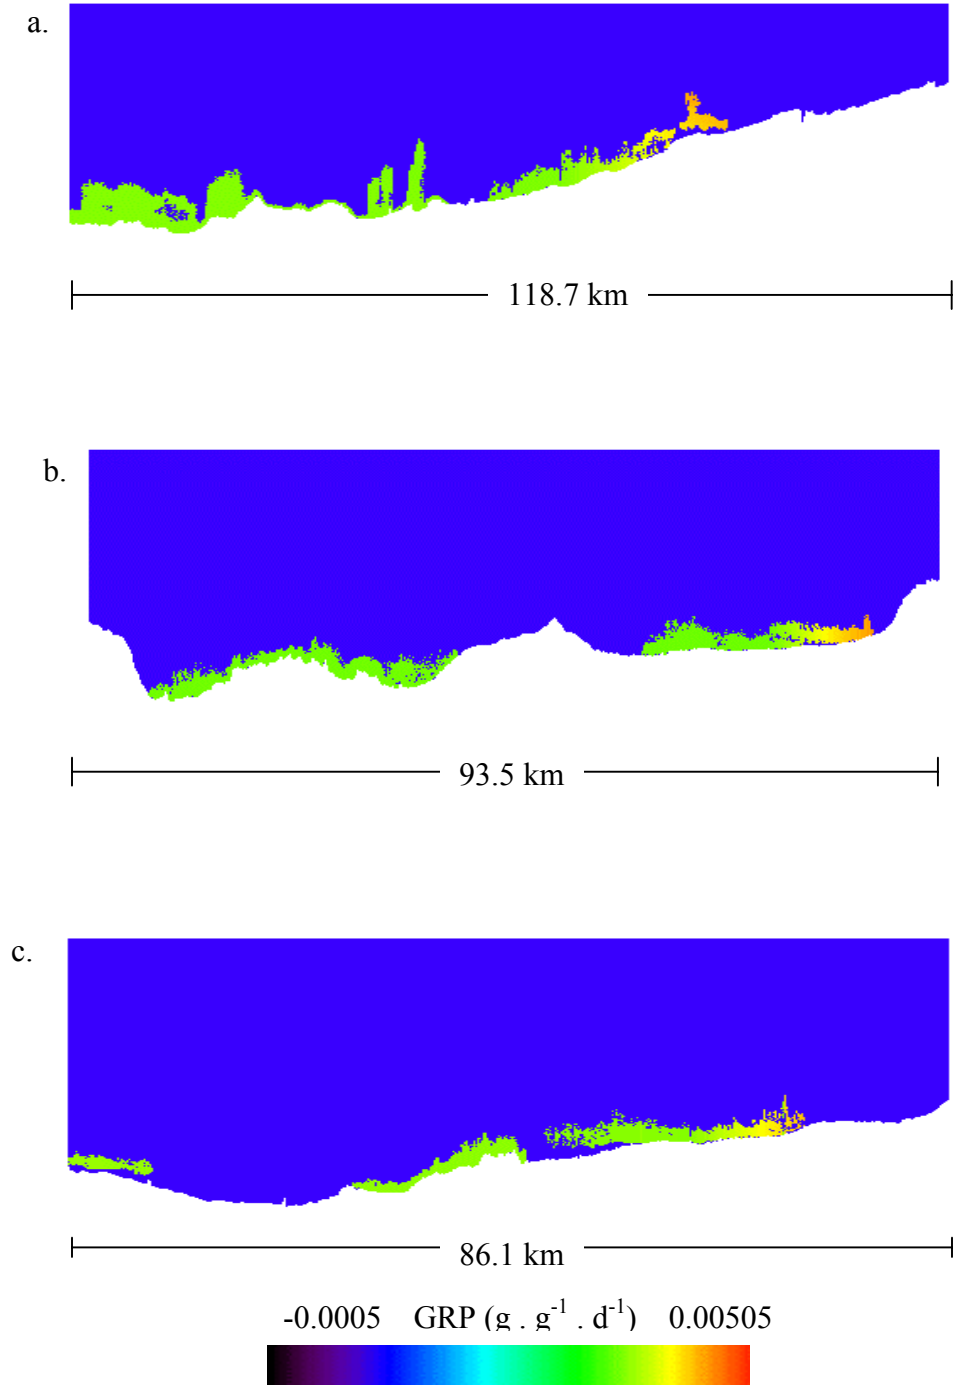 a.
118.7 km
b.
93.5 km
c.
86.1 km
-0.0005 GRP (g . g⁻¹ . d⁻¹) 0.00505